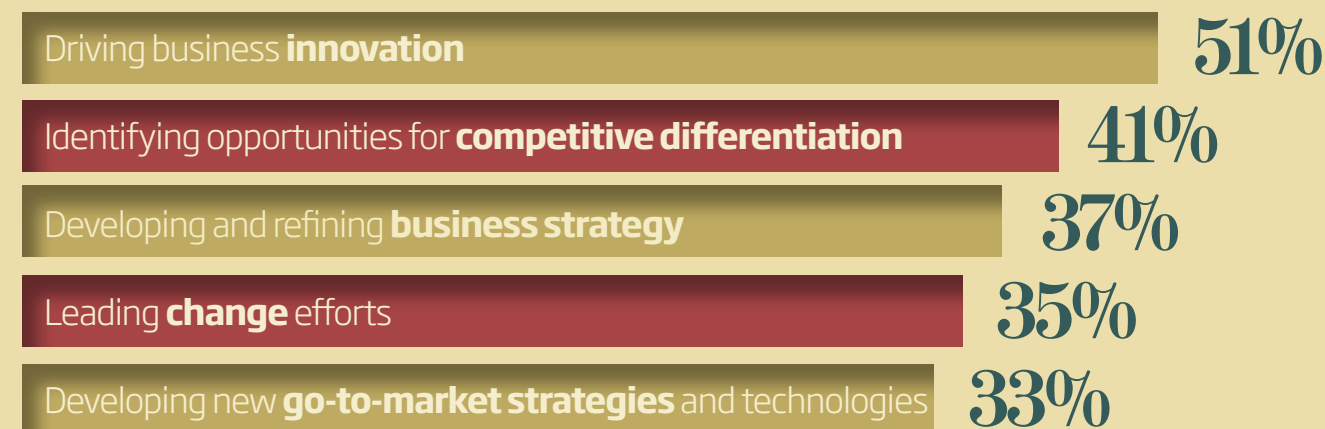 Driving business innovation 51%
Identifying opportunities for competitive differentiation 41%
Developing and refining business strategy 37%
Leading change efforts 35%
Developing new go-to-market strategies and technologies 33%